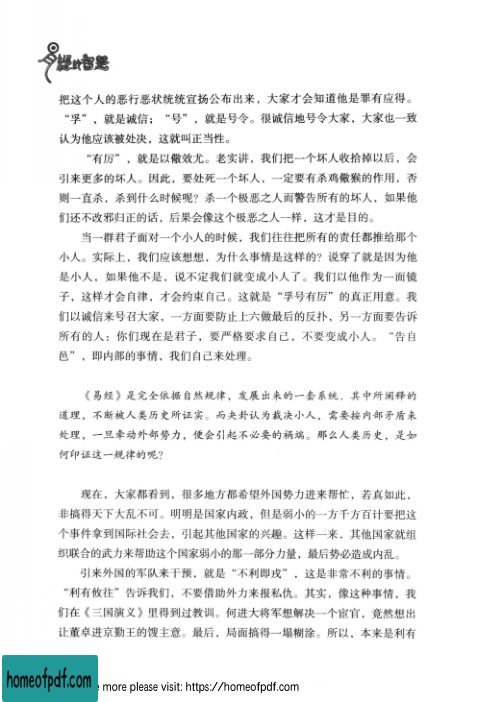 易经的智慧
把这个人的恶行恶状统统宣扬公布出来，大家才会知道他是罪有应得。
“孚”，就是诚信；“号”，就是号令。很诚信地号令大家，大家也一致
认为他应该被处决，这就叫正当性。
“有厉”，就是以儆效尤。老实讲，我们把一个坏人收拾掉以后，会
引来更多的坏人。因此，要处死一个坏人，一定要有杀鸡儆猴的作用，否
则一直杀，杀到什么时候呢？杀一个极恶之人而警告所有的坏人，如果他
们还不改邪归正的话，后果会像这个极恶之人一样，这才是目的。
当一群君子面对一个小人的时候，我们往往把所有的责任都推给那个
小人。实际上，我们应该想想，为什么事情是这样的？说穿了就是因为他
是小人，如果他不是，说不定我们就变成小人了。我们以他作为一面镜
子，这样才会自律，才会约束自己。这就是“孚号有厉”的真正用意。我
们以诚信来号召大家，一方面要防止上六做最后的反扑，另一方面要告诉
所有的人：你们现在是君子，要严格要求自己，不要变成小人。“告自
邑”，即内部的事情，我们自己来处理。
《易经》是完全依据自然规律，发展出来的一套系统。其中所阐释的
道理，不断被人类历史所证实。而夬卦认为裁决小人，需要按内部矛盾来
处理，一旦牵动外部势力，便会引起不必要的祸端。那么人类历史，是如
何印证这一规律的呢？
现在，大家都看到，很多地方都希望外国势力进来帮忙，若真如此，
非搞得天下大乱不可。明明是国家内政，但是弱小的一方千方百计要把这
个事件拿到国际社会去，引起其他国家的兴趣。这样一来，其他国家就组
织联合的武力来帮助这个国家弱小的那一部分力量，最后势必造成内乱。
引来外国的军队来干预，就是“不利即戎”，这是非常不利的事情。
“利有攸往”告诉我们，不要借助外力来报私仇。其实，像这种事情，我
们在《三国演义》里得到过教训。何进大将军想解决一个宦官，竟然想出
让董卓进京勤王的馊主意。最后，局面搞得一塌糊涂。所以，本来是利有
homeofpdf.com
e more please visit: https://homeofpdf.com